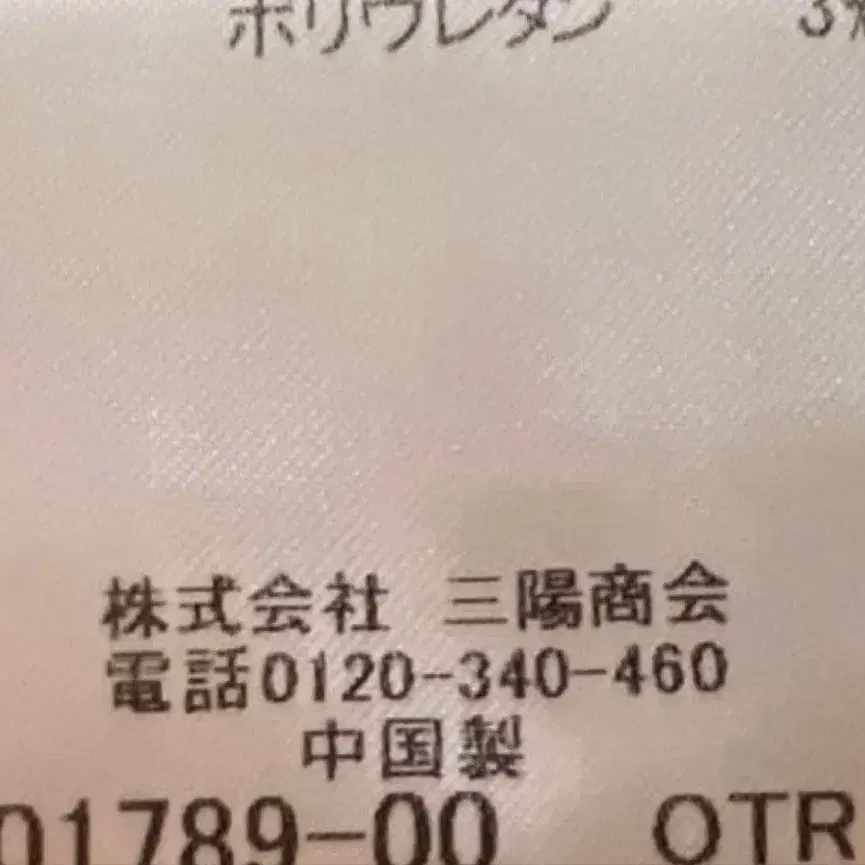 ポリウレタン 3%
株式会社 三陽商会
電話0120-340-460
中国製
01789-00 OTR